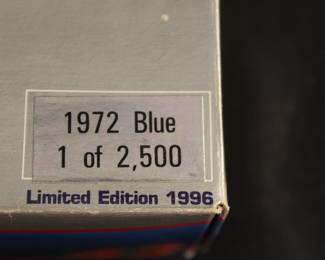 1972 Blue
1 of 2,500
Limited Edition 1996